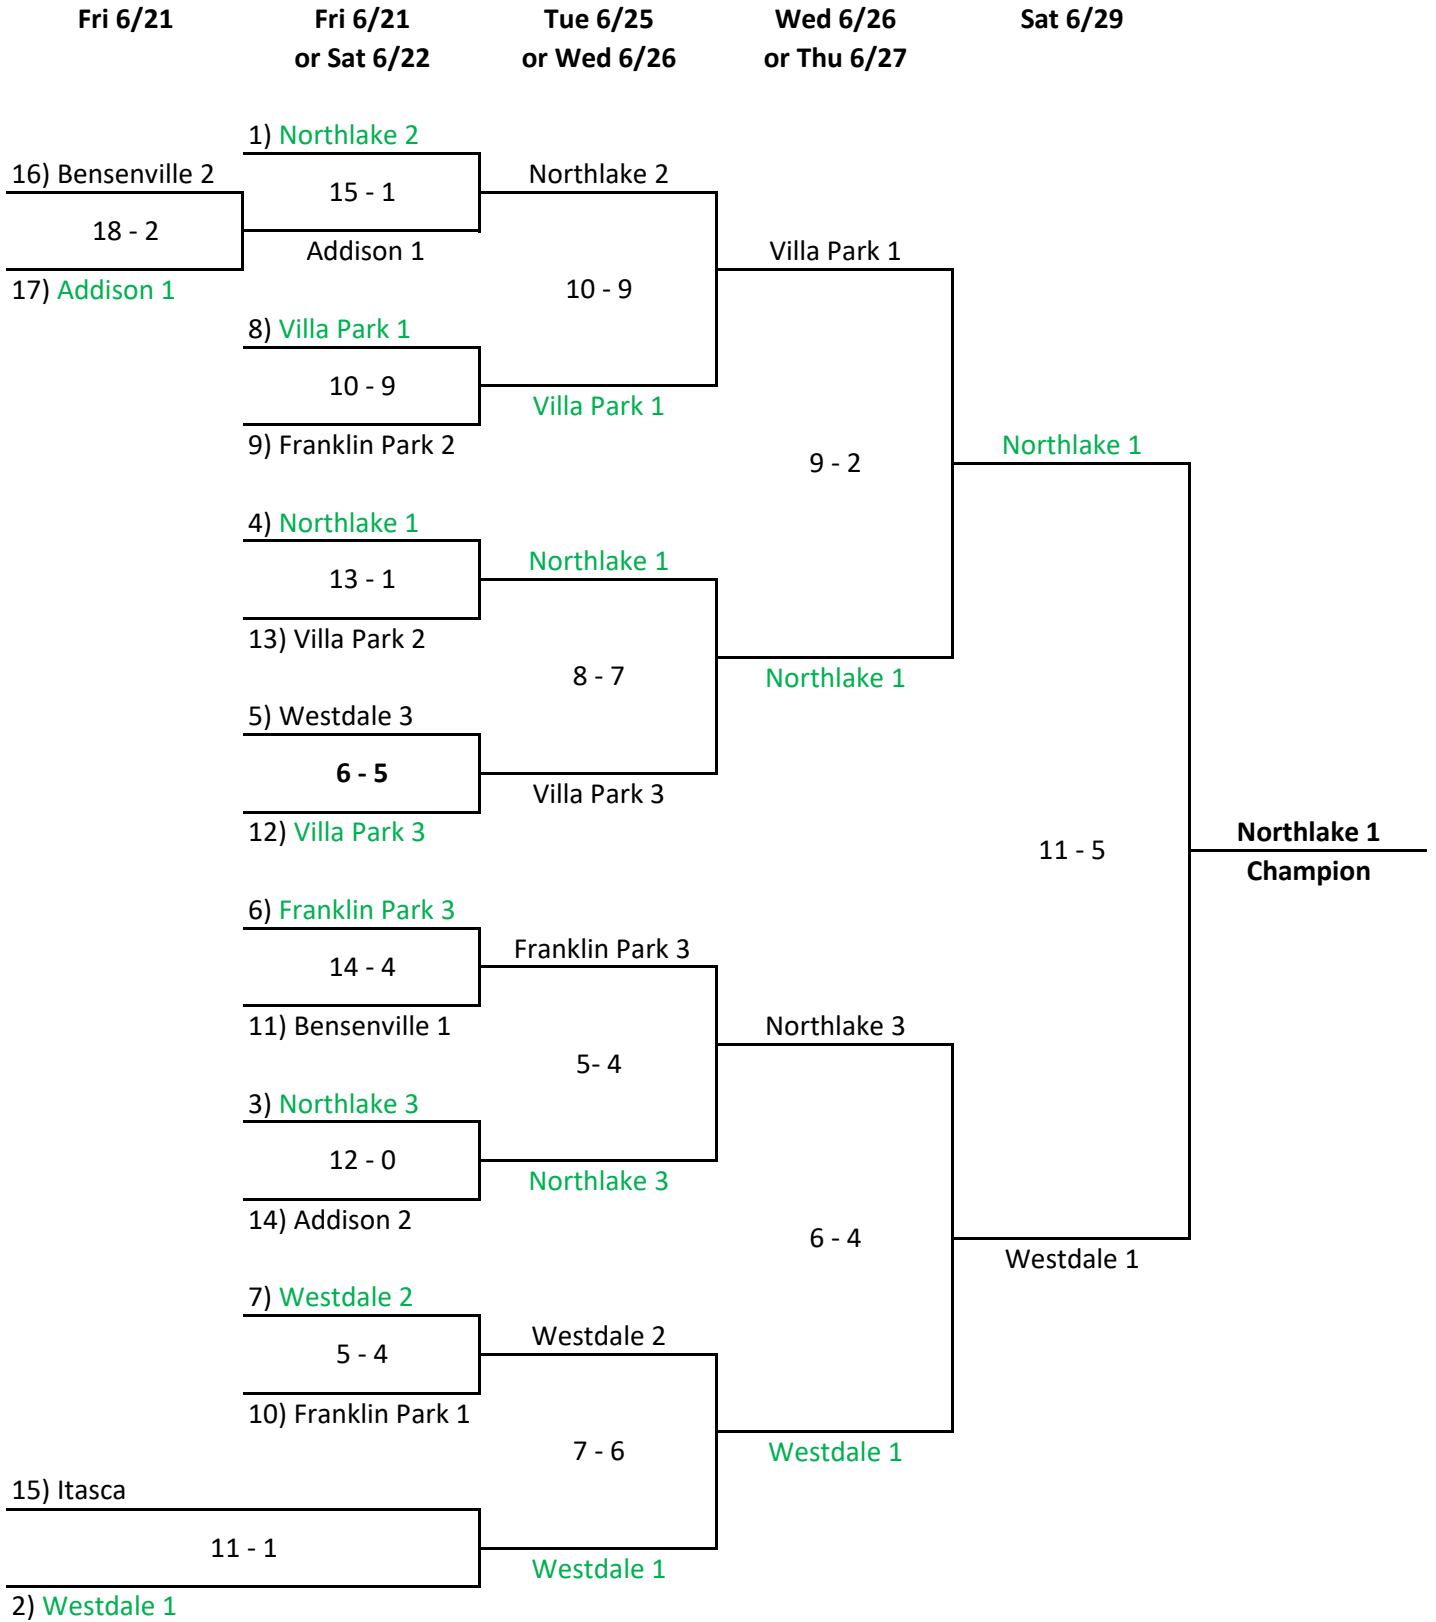 Fri 6/21
Fri 6/21
or Sat 6/22
Tue 6/25
or Wed 6/26
Wed 6/26
or Thu 6/27
Sat 6/29
1) Northlake 2
16) Bensenville 2
15 - 1
Northlake 2
18 - 2
Addison 1
Villa Park 1
17) Addison 1
10 - 9
8) Villa Park 1
10 - 9
Villa Park 1
9) Franklin Park 2
9 - 2
Northlake 1
4) Northlake 1
13 - 1
Northlake 1
13) Villa Park 2
8 - 7
Northlake 1
5) Westdale 3
6 - 5
Villa Park 3
12) Villa Park 3
11 - 5
Northlake 1
Champion
6) Franklin Park 3
14 - 4
Franklin Park 3
11) Bensenville 1
Northlake 3
5- 4
3) Northlake 3
12 - 0
Northlake 3
14) Addison 2
6 - 4
Westdale 1
7) Westdale 2
5 - 4
Westdale 2
10) Franklin Park 1
7 - 6
Westdale 1
15) Itasca
11 - 1
Westdale 1
2) Westdale 1